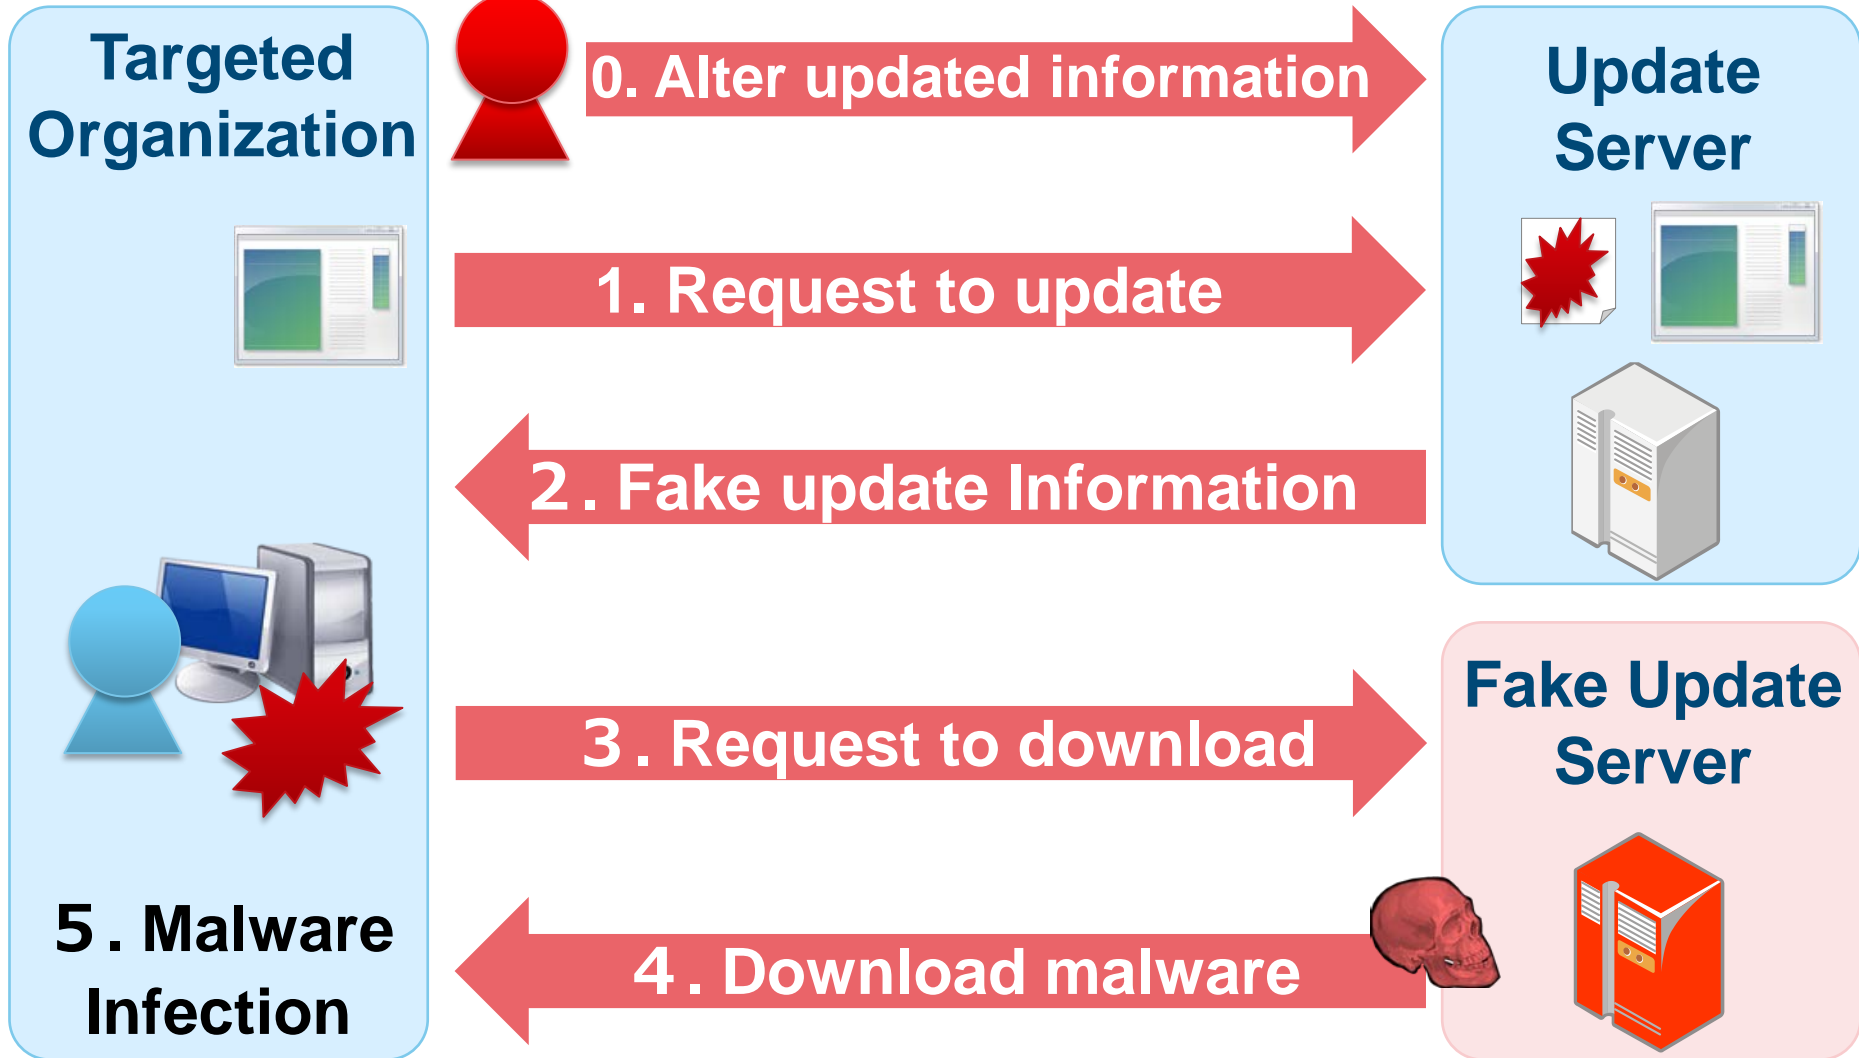 Targeted
Organization
0. Alter updated information
Update
Server
1. Request to update
２. Fake update Information
３. Request to download
Fake Update
Server
４. Download malware
５. Malware
Infection